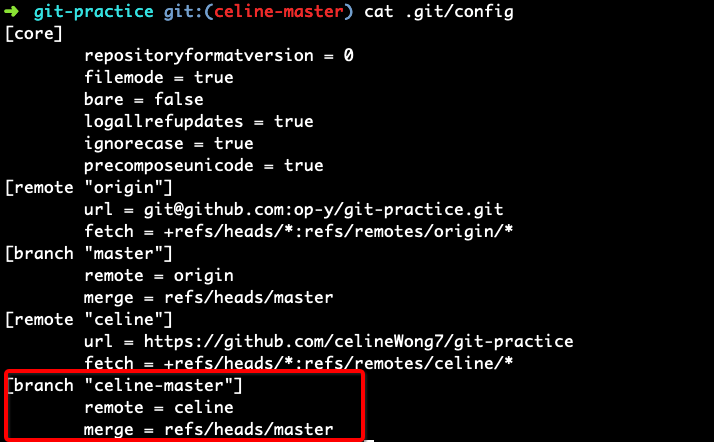 ➜ git-practice git:(celine-master) cat .git/config
[core]
repositoryformatversion = 0
filemode = true
bare = false
logallrefupdates = true
ignorecase = true
precomposeunicode = true
[remote "origin"]
url = git@github.com:op-y/git-practice.git
fetch = +refs/heads/*:refs/remotes/origin/*
[branch "master"]
remote = origin
merge = refs/heads/master
[remote "celine"]
url = https://github.com/celineWong7/git-practice
fetch = +refs/heads/*:refs/remotes/celine/*
[branch "celine-master"]
remote = celine
merge = refs/heads/master